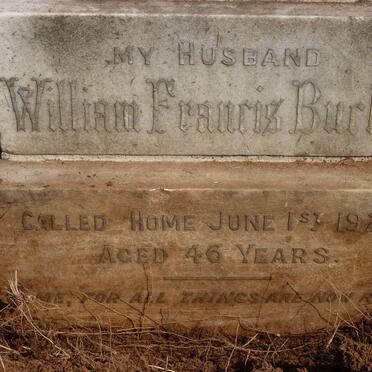 MY HUSBAND
William Francis
CALLED HOME JUNE 1ST
AGED 46 YEARS.
FOR ALL THINGS ARE NOW